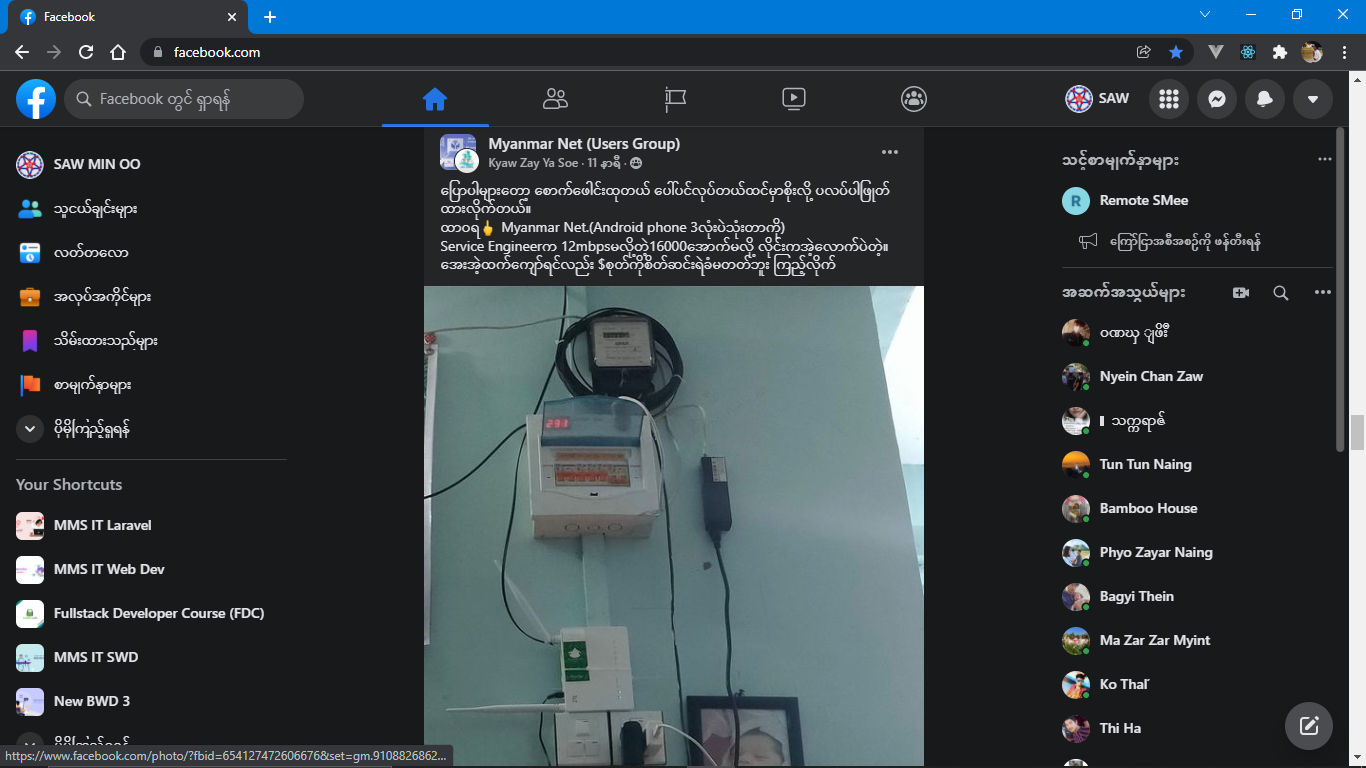 Facebook
facebook.com
Facebook တွင် ရှာရန်
SAW
SAW MIN OO
သူငယ်ချင်းများ
လတ်တလော
အလုပ်အကိုင်များ
သိမ်းထားသည်များ
စာမျက်နှာများ
ပိုမိုကြည့်ရှုရန်
Your Shortcuts
MMS IT Laravel
MMS IT Web Dev
Fullstack Developer Course (FDC)
MMS IT SWD
New BWD 3
https://www.facebook.com/photo/?fbid=654127472606676&set=gm.9108826862...
Myanmar Net (Users Group)
Kyaw Zay Ya Soe · 11 နာရီ ·
ပြောပါများတော့ စောက်ဖေါင်းထုတယ် ပေါ်ပင်လုပ်တယ်ထင်မှာစိုးလို့ ပလပ်ပါဖြုတ်
ထားလိုက်တယ်။
ထာဝရ👆 Myanmar Net.(Android phone 3လုံးပဲသုံးတာကို)
Service Engineerက 12mbpsမလို့တဲ့16000အောက်မလို့ လိုင်းကအဲ့လောက်ပဲတဲ့။
အေးအဲ့ထက်ကျော်ရင်လည်း $စုတ်ကိုစိတ်ဆင်းရဲခံမတတ်ဘူး ကြည့်လိုက်
231
သင့်စာမျက်နှာများ
R
Remote SMee
ကြော်ငြာအစီအစဉ်ကို ဖန်တီးရန်
အဆက်အသွယ်များ
Nyein Chan Zaw
သက္ကရာဇ်
Tun Tun Naing
Bamboo House
Phyo Zayar Naing
Bagyi Thein
Ma Zar Zar Myint
Thi Ha